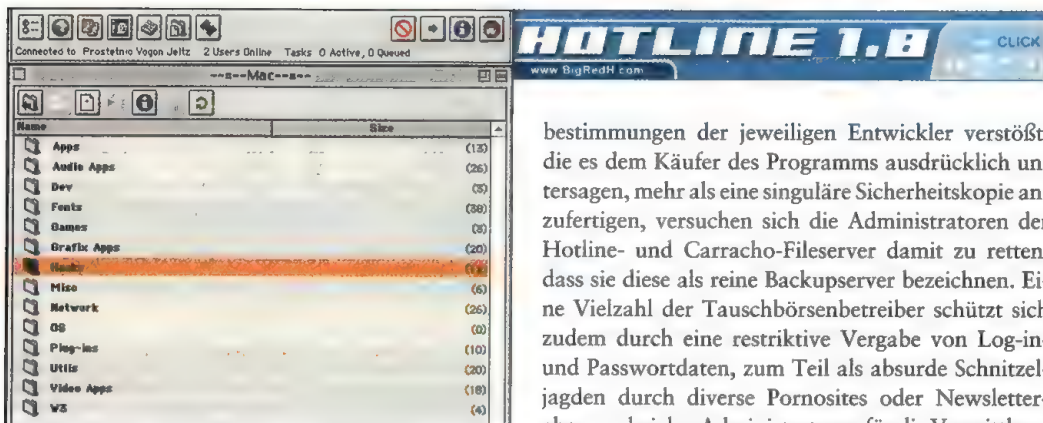 Connected to Prostetnic Vogon Jeltz 2 Users Online Tasks 0 Active, 0 Queued
--=--Mac--=--
Name Size
Apps (13)
Audio Apps (26)
Dev (5)
Fonts (38)
Games (8)
Grafix Apps (20)
Hacks
Misc (6)
Network (26)
OS (0)
Plug-ins (10)
Utils (20)
Video Apps (18)
W3 (4)
HOTLINE 1.8
CLICK
www BigRedH com
bestimmungen der jeweiligen Entwickler verstößt
die es dem Käufer des Programms ausdrücklich un
tersagen, mehr als eine singuläre Sicherheitskopie an
zufertigen, versuchen sich die Administratoren der
Hotline- und Carracho-Fileserver damit zu retten
dass sie diese als reine Backupserver bezeichnen. Ei
ne Vielzahl der Tauschbörsenbetreiber schützt sich
zudem durch eine restriktive Vergabe von Log-in
und Passwortdaten, zum Teil als absurde Schnitzel
jagden durch diverse Pornosites oder Newsletter-